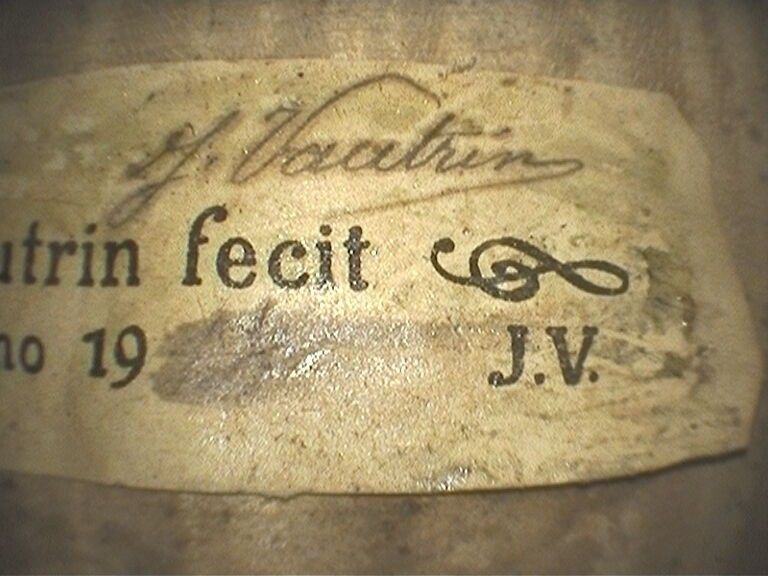 J. Vautrin
utrin fecit
no 19 J.V.